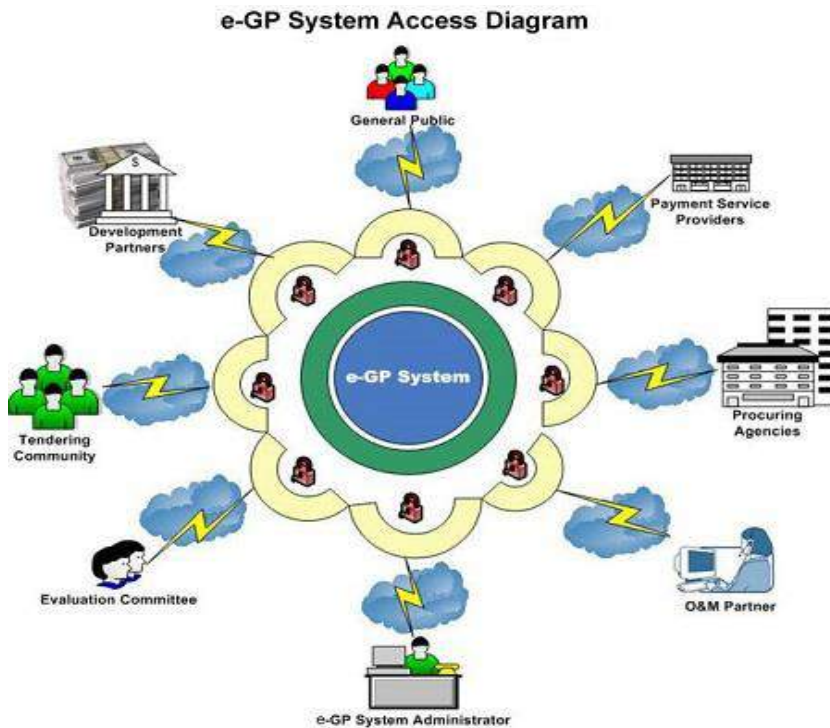 e-GP System Access Diagram
General Public
Payment Service
Providers
$
Development
Partners
e-GP System
Procuring
Agencies
Tendering
Community
Evaluation Committee
O&M Partner
e-GP System Administrator